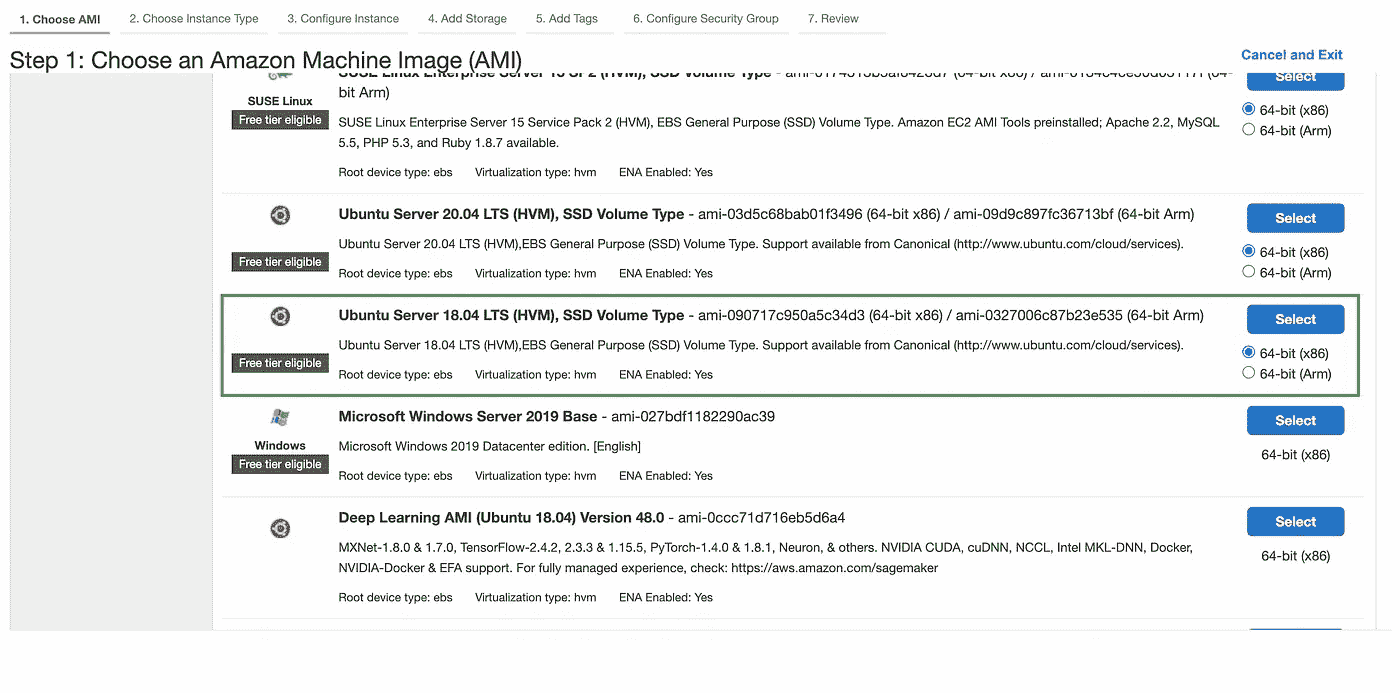 1. Choose AMI 2. Choose Instance Type 3. Configure Instance 4. Add Storage 5. Add Tags 6. Configure Security Group 7. Review
Step 1: Choose an Amazon Machine Image (AMI)
Cancel and Exit
SUSE Linux Enterprise Server 15 SP2 (HVM), SSD Volume Type - (64-bit x86) / (64-
bit Arm)
Select
SUSE Linux
Free tier eligible
SUSE Linux Enterprise Server 15 Service Pack 2 (HVM), EBS General Purpose (SSD) Volume Type. Amazon EC2 AMI Tools preinstalled; Apache 2.2, MySQL
5.5, PHP 5.3, and Ruby 1.8.7 available.
64-bit (x86)
64-bit (Arm)
Root device type: ebs Virtualization type: hvm ENA Enabled: Yes
Ubuntu Server 20.04 LTS (HVM), SSD Volume Type - ami-03d5c68bab01f3496 (64-bit x86) / ami-09d9c897fc36713bf (64-bit Arm)
Select
Free tier eligible
Ubuntu Server 20.04 LTS (HVM),EBS General Purpose (SSD) Volume Type. Support available from Canonical (http://www.ubuntu.com/cloud/services).
64-bit (x86)
64-bit (Arm)
Root device type: ebs Virtualization type: hvm ENA Enabled: Yes
Ubuntu Server 18.04 LTS (HVM), SSD Volume Type - ami-090717c950a5c34d3 (64-bit x86) / ami-0327006c87b23e535 (64-bit Arm)
Select
Free tier eligible
Ubuntu Server 18.04 LTS (HVM),EBS General Purpose (SSD) Volume Type. Support available from Canonical (http://www.ubuntu.com/cloud/services).
64-bit (x86)
64-bit (Arm)
Root device type: ebs Virtualization type: hvm ENA Enabled: Yes
Microsoft Windows Server 2019 Base - ami-027bdf1182290ac39
Select
Windows
Free tier eligible
Microsoft Windows 2019 Datacenter edition. [English]
64-bit (x86)
Root device type: ebs Virtualization type: hvm ENA Enabled: Yes
Deep Learning AMI (Ubuntu 18.04) Version 48.0 - ami-0ccc71d716eb5d6a4
Select
MXNet-1.8.0 & 1.7.0, TensorFlow-2.4.2, 2.3.3 & 1.15.5, PyTorch-1.4.0 & 1.8.1, Neuron, & others. NVIDIA CUDA, cuDNN, NCCL, Intel MKL-DNN, Docker,
NVIDIA-Docker & EFA support. For fully managed experience, check: https://aws.amazon.com/sagemaker
64-bit (x86)
Root device type: ebs Virtualization type: hvm ENA Enabled: Yes